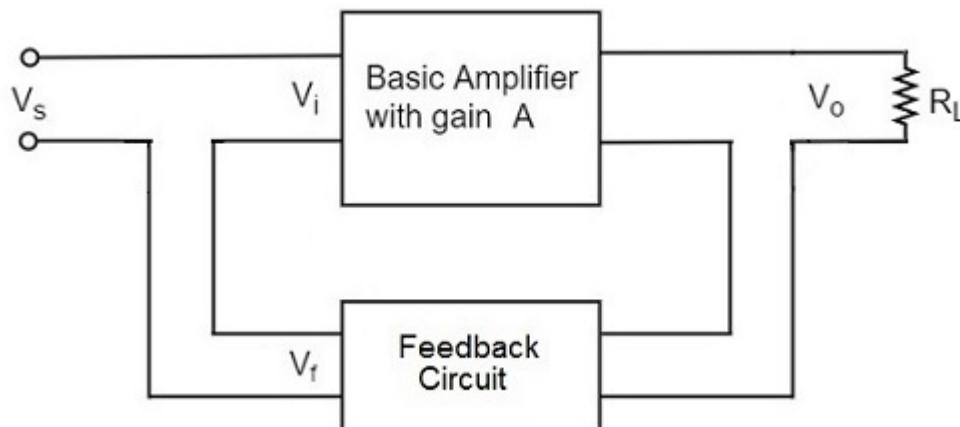 Basic Amplifier
with gain A
Vs
Vi
Vo
RL
Feedback
Circuit
Vf